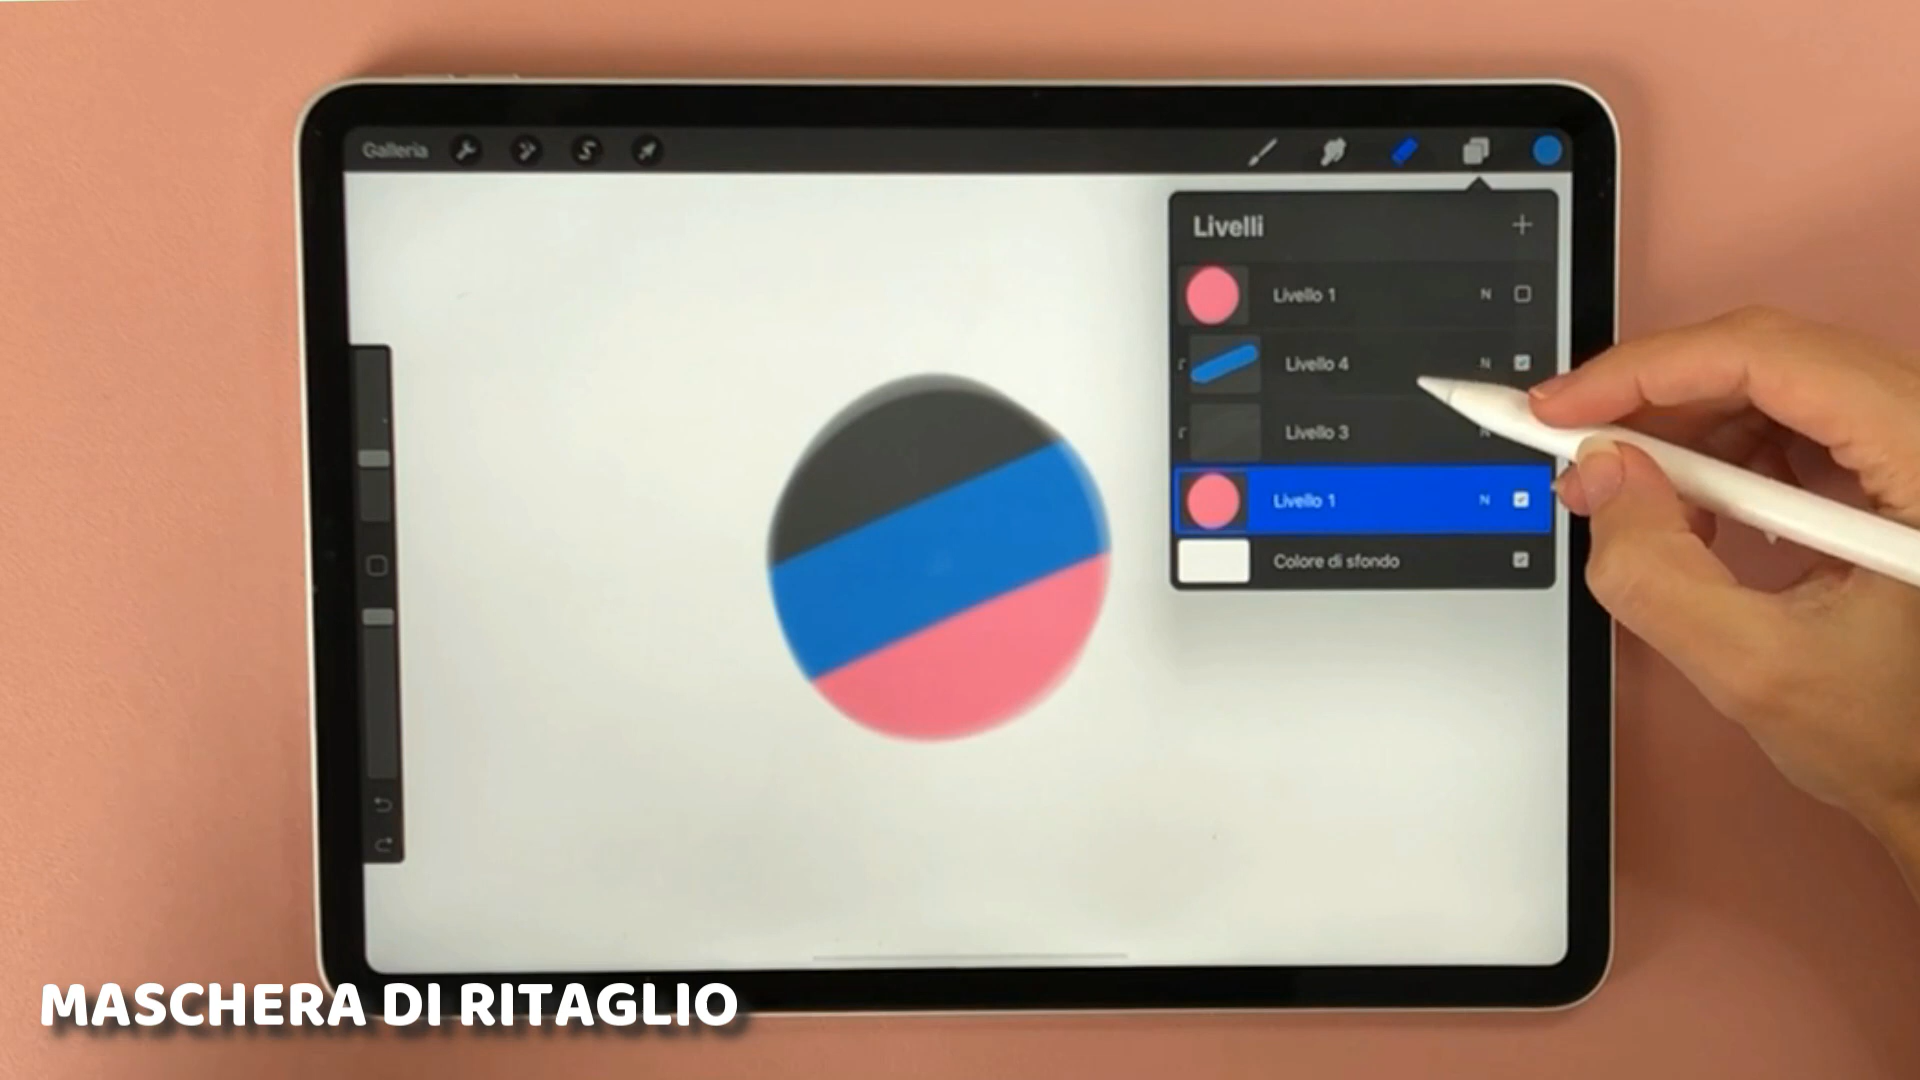 Galleria
Livelli
Livello 1 N
Livello 4 N
Livello 3 N
Livello 1 N
Colore di sfondo
MASCHERA DI RITAGLIO